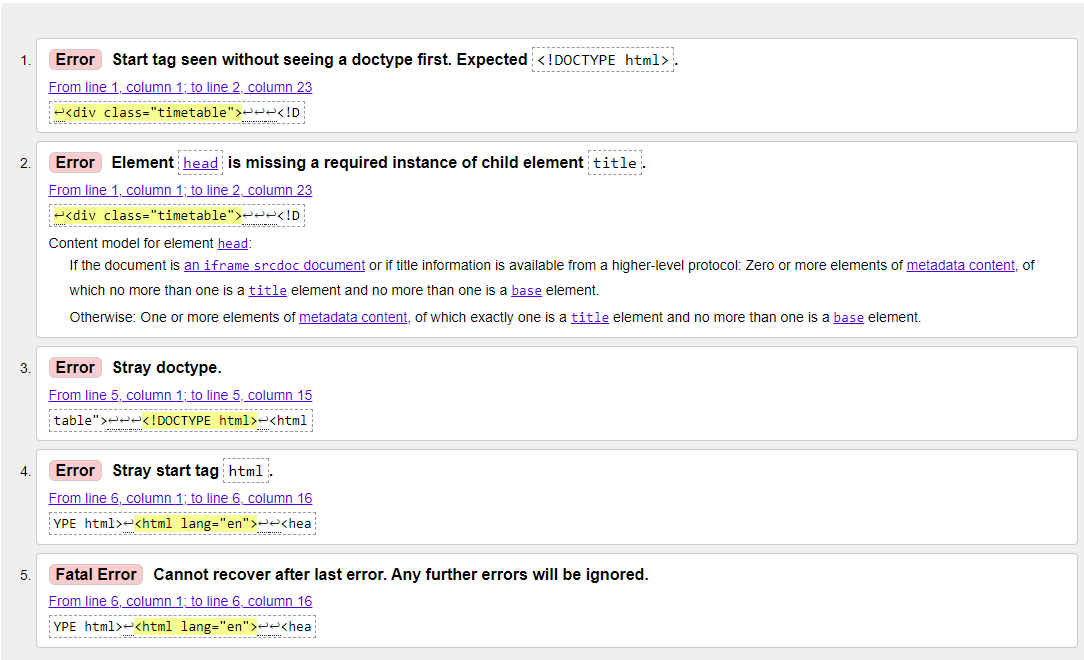 1. Error Start tag seen without seeing a doctype first. Expected <!DOCTYPE html>.
From line 1, column 1; to line 2, column 23
↩<div class="timetable">↩↩↩<!D
2. Error Element head is missing a required instance of child element title.
From line 1, column 1; to line 2, column 23
↩<div class="timetable">↩↩↩<!D
Content model for element head:
If the document is an iframe srcdoc document or if title information is available from a higher-level protocol: Zero or more elements of metadata content, of
which no more than one is a title element and no more than one is a base element.
Otherwise: One or more elements of metadata content, of which exactly one is a title element and no more than one is a base element.
3. Error Stray doctype.
From line 5, column 1; to line 5, column 15
table">↩↩↩<!DOCTYPE html>↩<html
4. Error Stray start tag html.
From line 6, column 1; to line 6, column 16
YPE html>↩<html lang="en">↩↩<hea
5. Fatal Error Cannot recover after last error. Any further errors will be ignored.
From line 6, column 1; to line 6, column 16
YPE html>↩<html lang="en">↩↩<hea